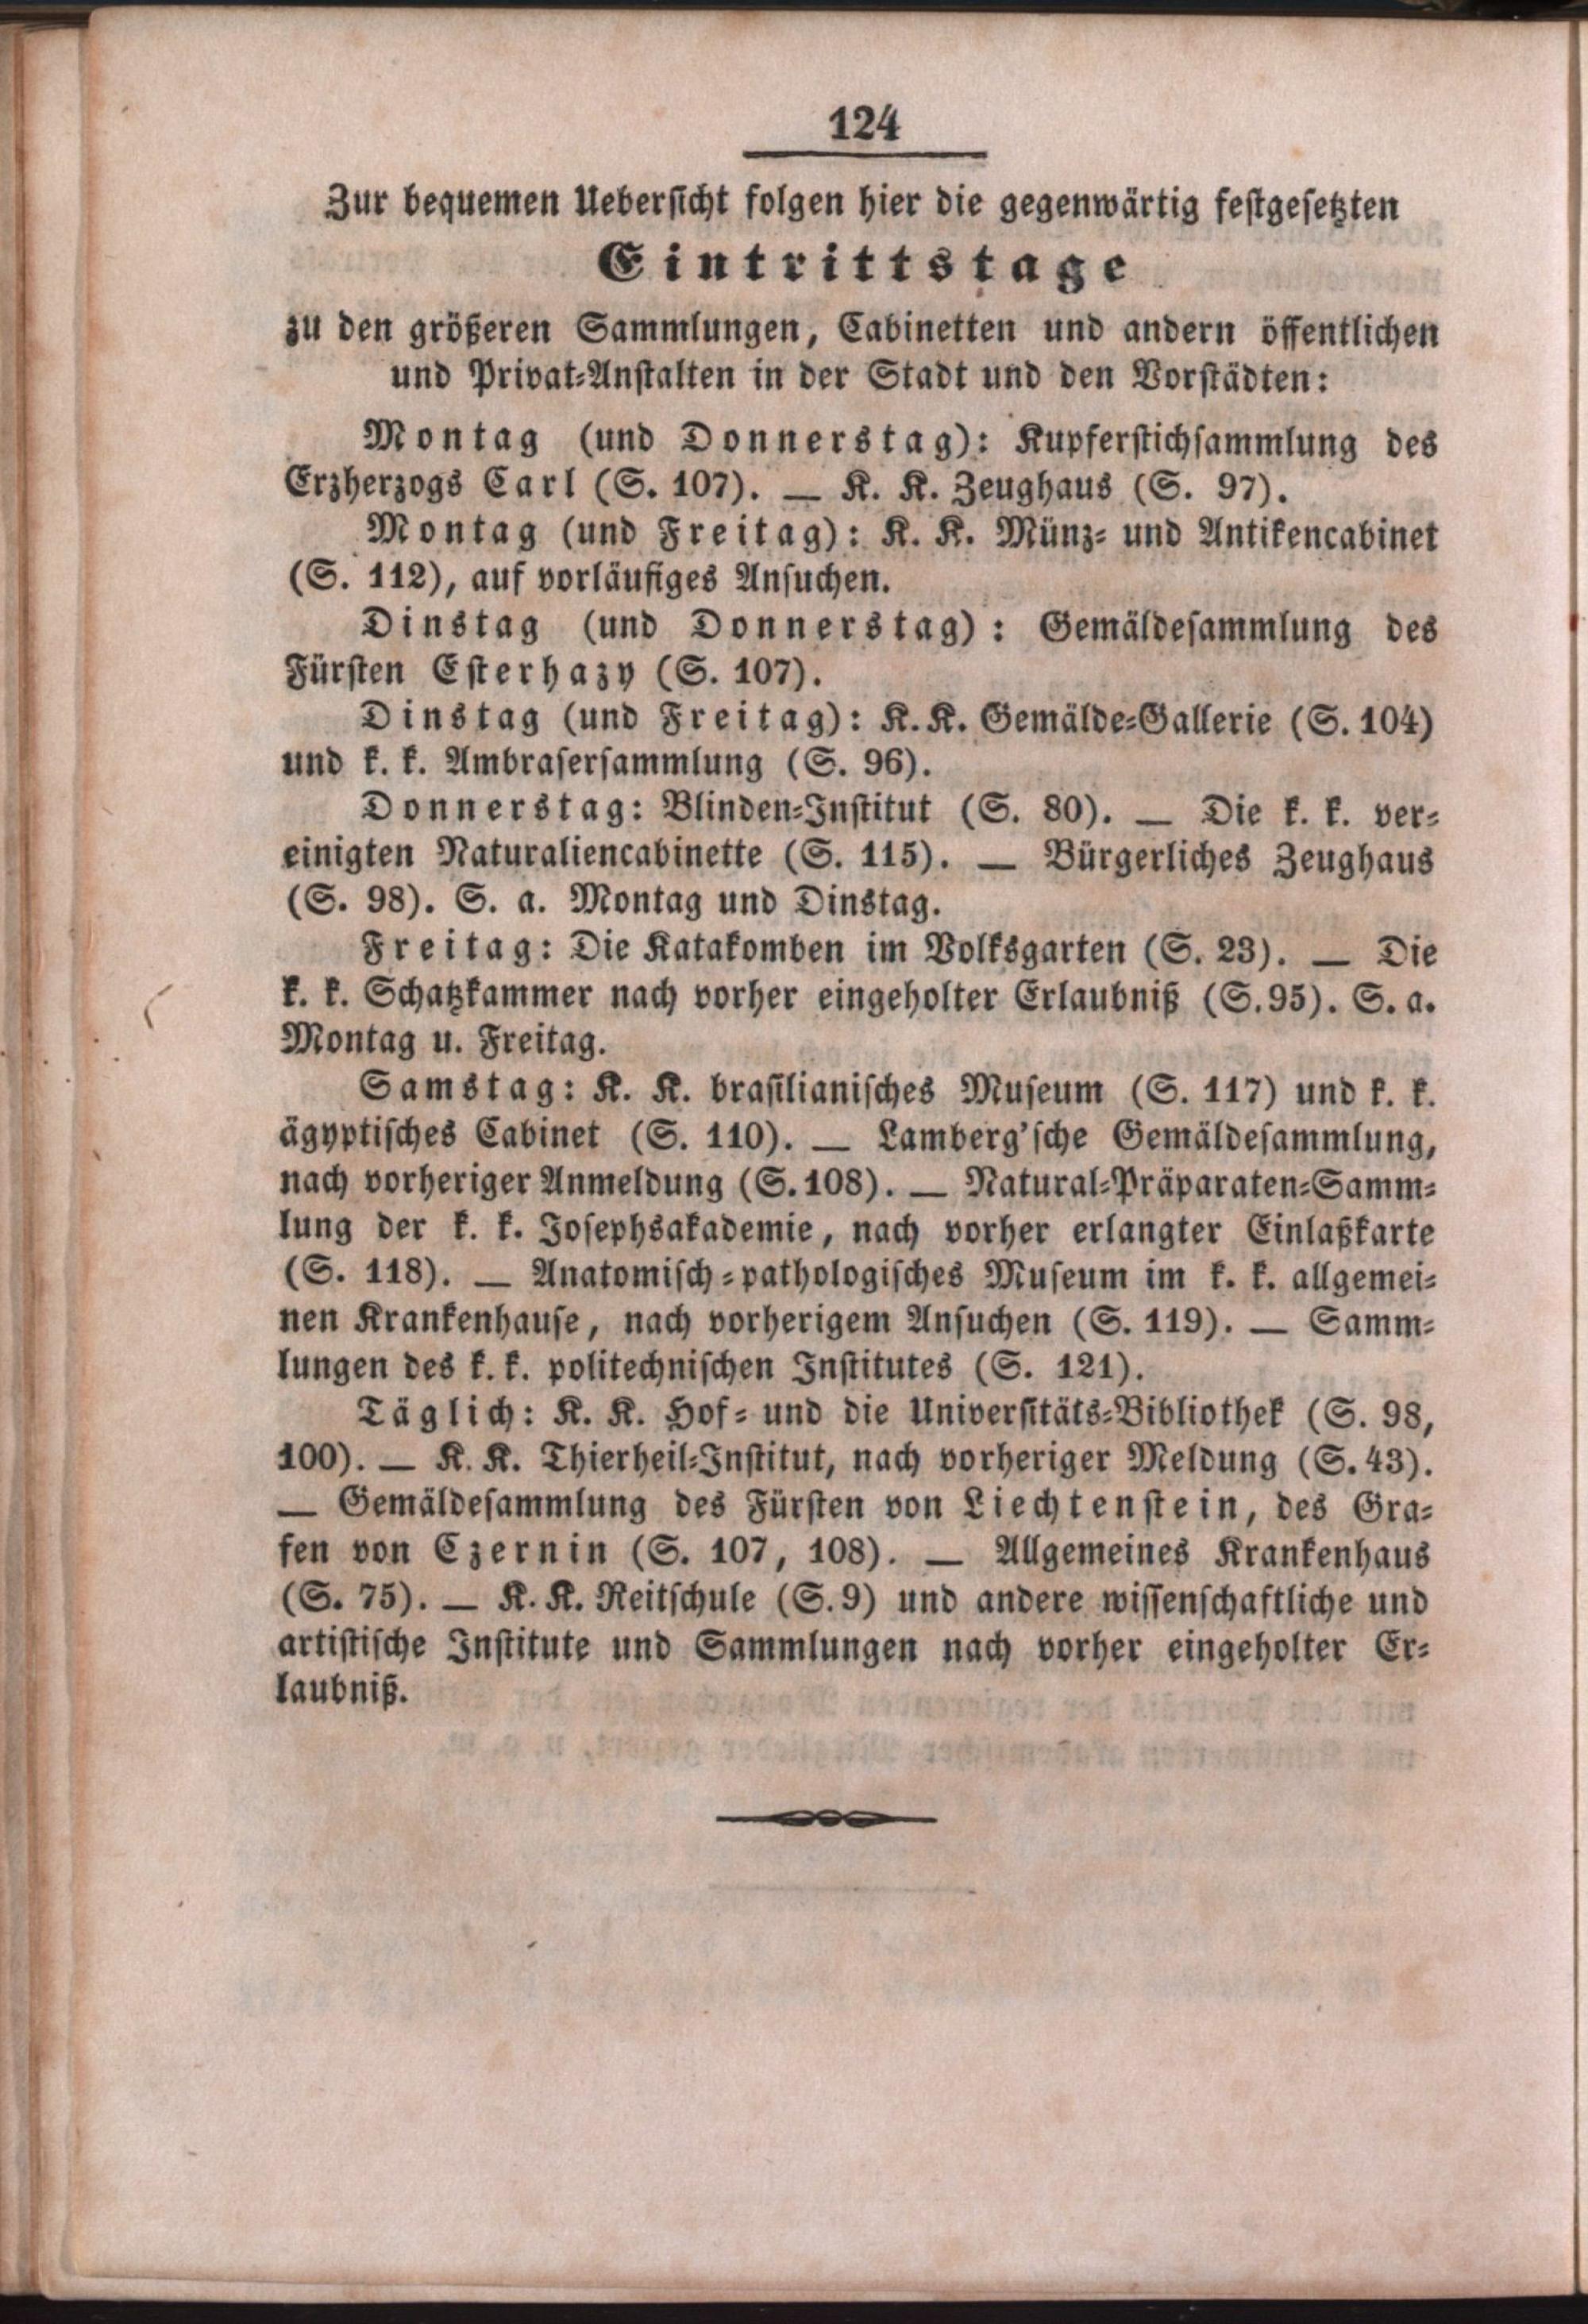 124
Zur bequemen Uebersicht folgen hier die gegenwärtig festgesetzten
Eintrittstage
zu den größeren Sammlungen, Cabinetten und andern öffentlichen
und Privat-Anstalten in der Stadt und den Vorstädten:
Montag (und Donnerstag): Kupferstichsammlung des
Erzherzogs Carl (S. 107). — K. K. Zeughaus (S. 97).
Montag (und Freitag): K. K. Münz- und Antikencabinet
(S. 112), auf vorläufiges Ansuchen.
Dinstag (und Donnerstag): Gemäldesammlung des
Fürsten Esterhazy (S. 107).
Dinstag (und Freitag): K. K. Gemälde-Gallerie (S. 104)
und k. k. Ambrasersammlung (S. 96).
Donnerstag: Blinden-Institut (S. 80). — Die k. k. ver-
einigten Naturaliencabinette (S. 115). — Bürgerliches Zeughaus
(S. 98). S. a. Montag und Dinstag.
Freitag: Die Katakomben im Volksgarten (S. 23). — Die
k. k. Schatzkammer nach vorher eingeholter Erlaubniß (S. 95). S. a.
Montag u. Freitag.
Samstag: K. K. brasilianisches Museum (S. 117) und k. k.
ägyptisches Cabinet (S. 110). — Lamberg'sche Gemäldesammlung,
nach vorheriger Anmeldung (S. 108). — Natural-Präparaten-Samm-
lung der k. k. Josephsakademie, nach vorher erlangter Einlaßkarte
(S. 118). — Anatomisch-pathologisches Museum im k. k. allgemei-
nen Krankenhause, nach vorherigem Ansuchen (S. 119). — Samm-
lungen des k. k. politechnischen Institutes (S. 121).
Täglich: K. K. Hof- und die Universitäts-Bibliothek (S. 98,
100). — K. K. Thierheil-Institut, nach vorheriger Meldung (S. 43).
— Gemäldesammlung des Fürsten von Liechtenstein, des Gra-
fen von Czernin (S. 107, 108). — Allgemeines Krankenhaus
(S. 75). — K. K. Reitschule (S. 9) und andere wissenschaftliche und
artistische Institute und Sammlungen nach vorher eingeholter Er-
laubniß.